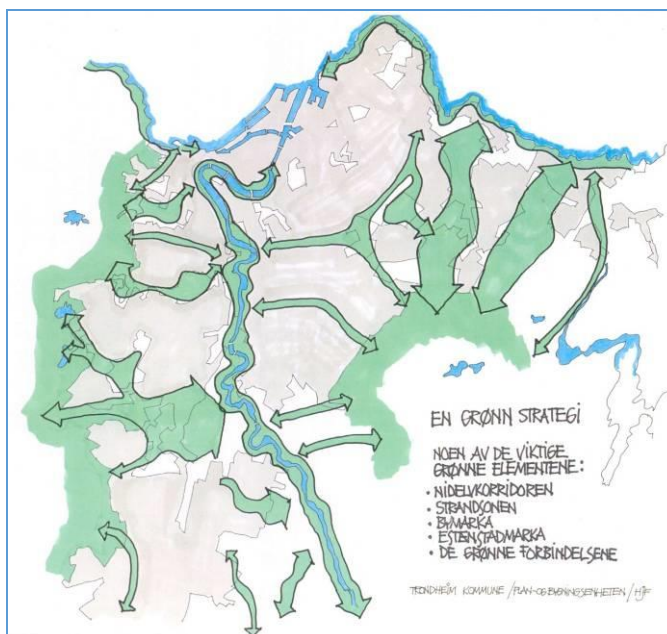 EN GRØNN STRATEGI
NOEN AV DE VIKTIGE
GRØNNE ELEMENTENE:
• NIDELVKORRIDOREN
• STRANDSONEN
• BYMARKA
• ESTENSTADMARKA
• DE GRØNNE FORBINDELSENE
TRONDHEIM KOMMUNE / PLAN-OG BYGNINGSENHETEN / HJF